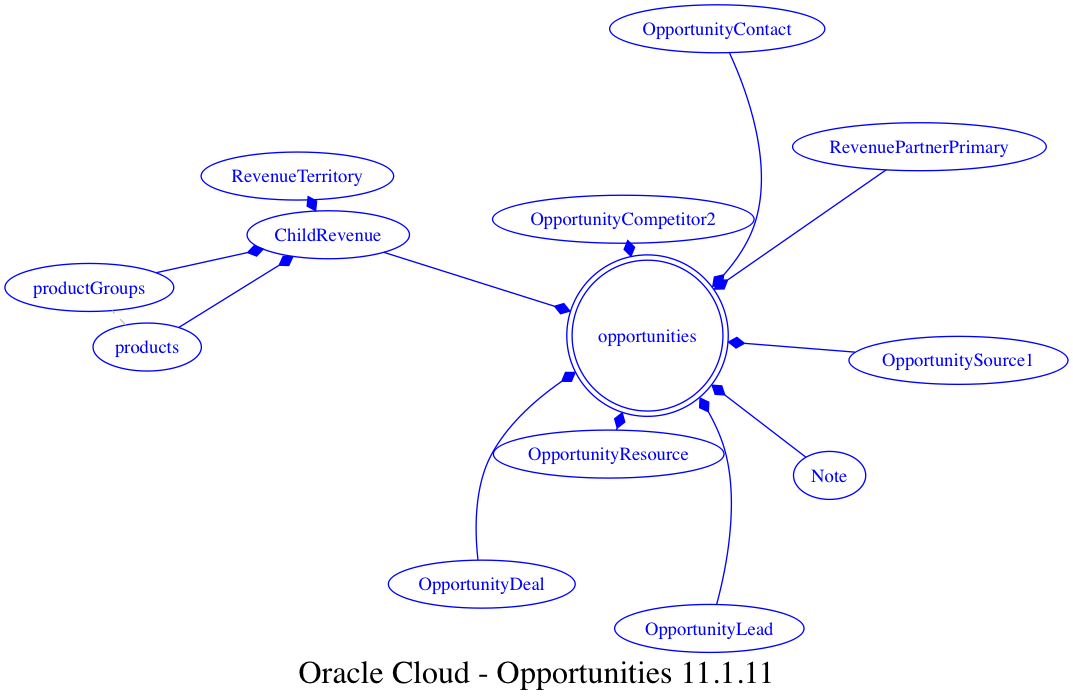 OpportunityContact
RevenuePartnerPrimary
RevenueTerritory
OpportunityCompetitor2
ChildRevenue
productGroups
opportunities
products
OpportunitySource1
OpportunityResource
Note
OpportunityDeal
OpportunityLead
Oracle Cloud - Opportunities 11.1.11